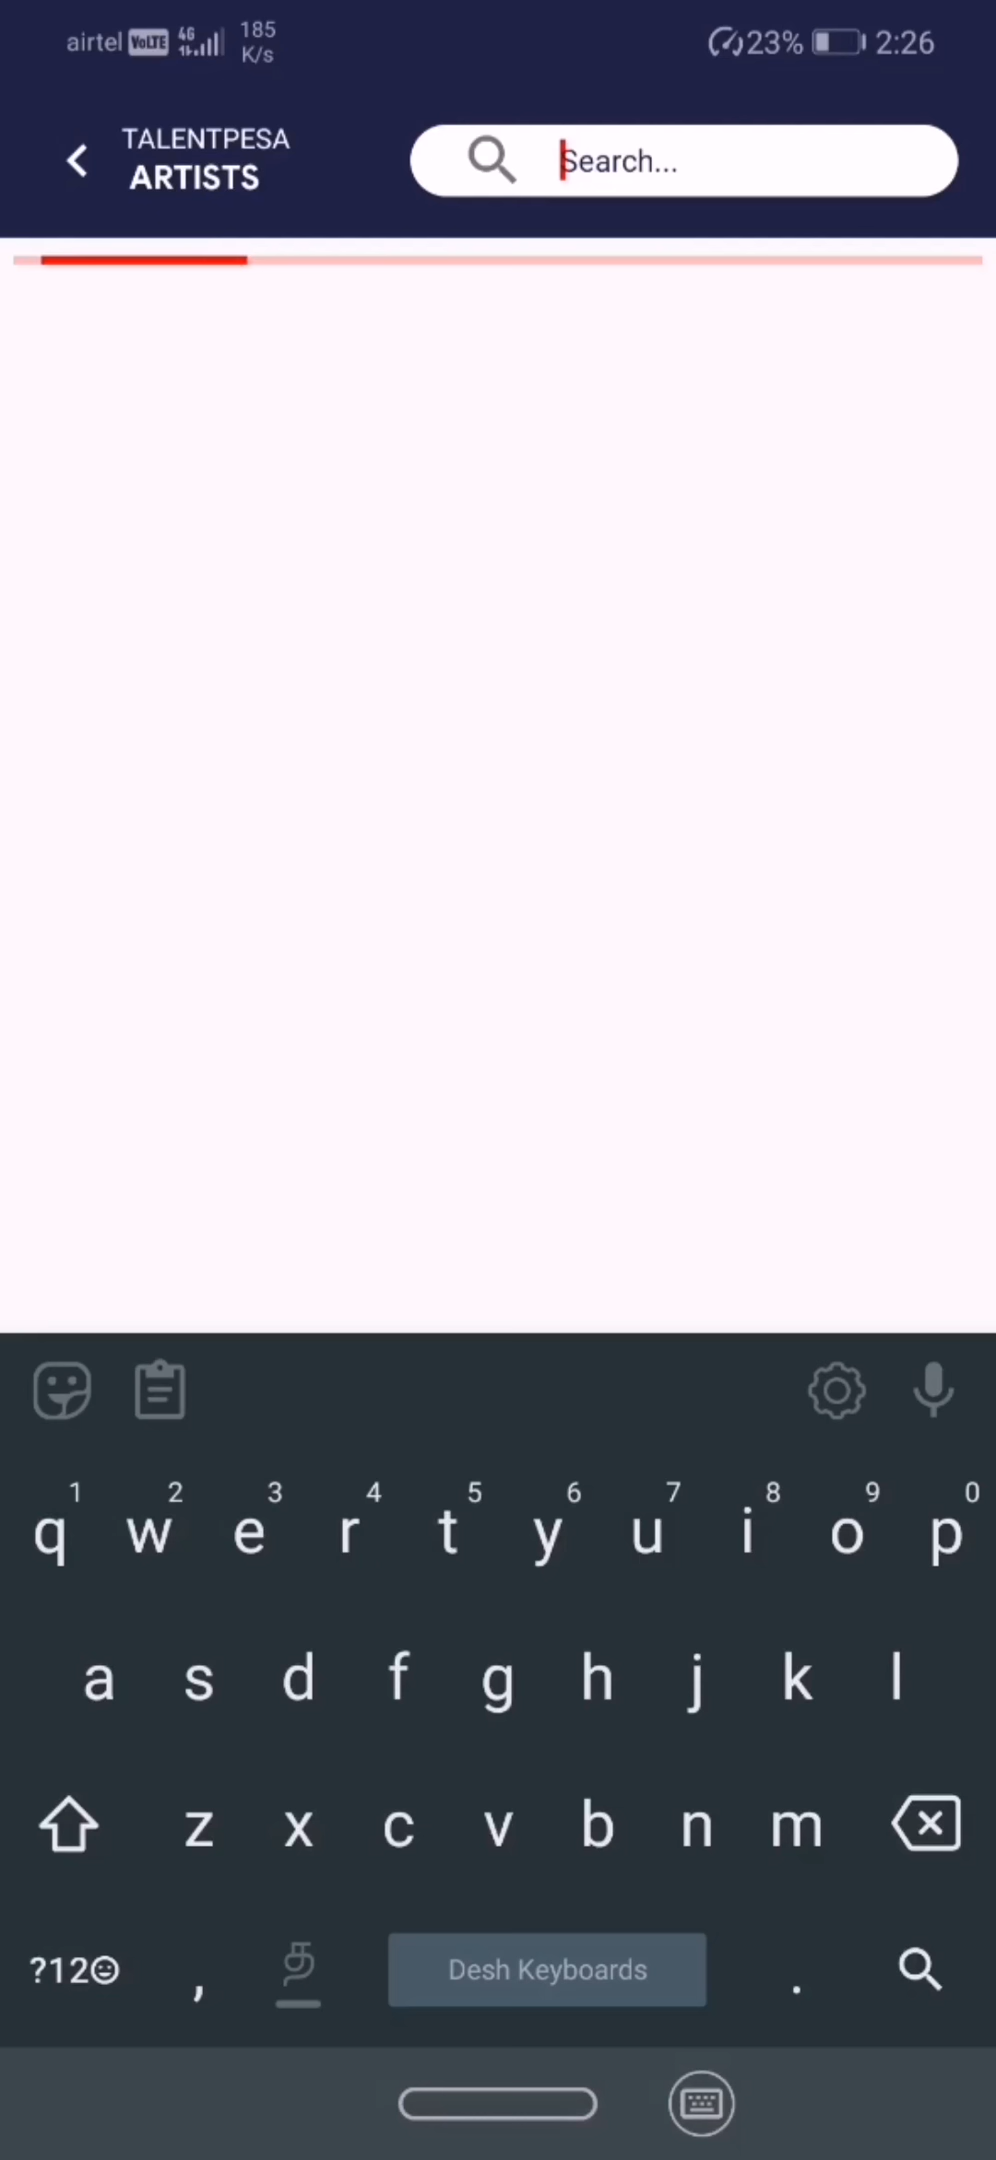 airtel VoLTE 4G 185 K/s 23% 2:26
TALENTPESA
ARTISTS
Search...
1 2 3 4 5 6 7 8 9 0
q w e r t y u i o p
a s d f g h j k l
z x c v b n m
?12 , த Desh Keyboards .